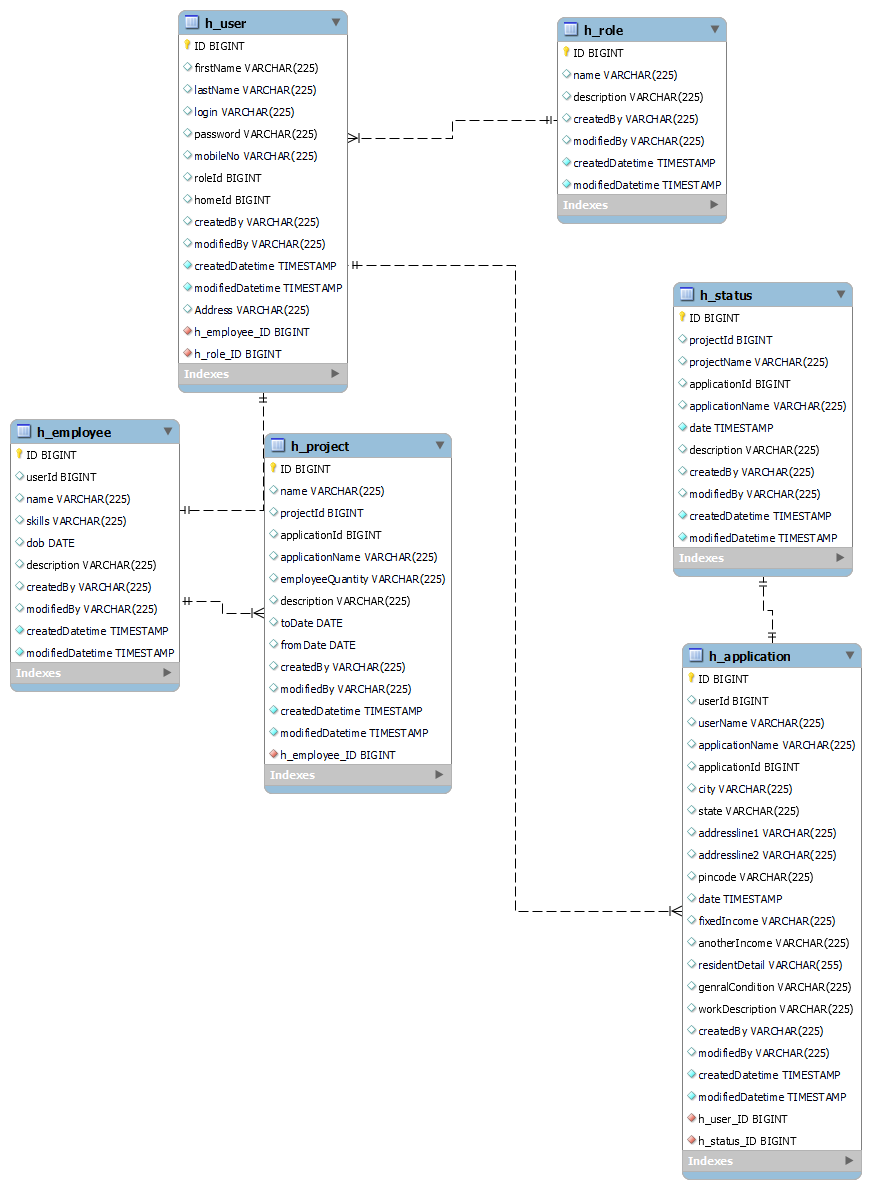 h_user
ID BIGINT
firstName VARCHAR(225)
lastName VARCHAR(225)
login VARCHAR(225)
password VARCHAR(225)
mobileNo VARCHAR(225)
roleId BIGINT
homeId BIGINT
createdBy VARCHAR(225)
modifiedBy VARCHAR(225)
createdDatetime TIMESTAMP
modifiedDatetime TIMESTAMP
Address VARCHAR(225)
h_employee_ID BIGINT
h_role_ID BIGINT
Indexes
h_role
ID BIGINT
name VARCHAR(225)
description VARCHAR(225)
createdBy VARCHAR(225)
modifiedBy VARCHAR(225)
createdDatetime TIMESTAMP
modifiedDatetime TIMESTAMP
Indexes
h_status
ID BIGINT
projectId BIGINT
projectName VARCHAR(225)
applicationId BIGINT
applicationName VARCHAR(225)
date TIMESTAMP
description VARCHAR(225)
createdBy VARCHAR(225)
modifiedBy VARCHAR(225)
createdDatetime TIMESTAMP
modifiedDatetime TIMESTAMP
Indexes
h_employee
ID BIGINT
userId BIGINT
name VARCHAR(225)
skills VARCHAR(225)
dob DATE
description VARCHAR(225)
createdBy VARCHAR(225)
modifiedBy VARCHAR(225)
createdDatetime TIMESTAMP
modifiedDatetime TIMESTAMP
Indexes
h_project
ID BIGINT
name VARCHAR(225)
projectId BIGINT
applicationId BIGINT
applicationName VARCHAR(225)
employeeQuantity VARCHAR(225)
description VARCHAR(225)
toDate DATE
fromDate DATE
createdBy VARCHAR(225)
modifiedBy VARCHAR(225)
createdDatetime TIMESTAMP
modifiedDatetime TIMESTAMP
h_employee_ID BIGINT
Indexes
h_application
ID BIGINT
userId BIGINT
userName VARCHAR(225)
applicationName VARCHAR(225)
applicationId BIGINT
city VARCHAR(225)
state VARCHAR(225)
addressline1 VARCHAR(225)
addressline2 VARCHAR(225)
pincode VARCHAR(225)
date TIMESTAMP
fixedIncome VARCHAR(225)
anotherIncome VARCHAR(225)
residentDetail VARCHAR(255)
genralCondition VARCHAR(225)
workDescription VARCHAR(225)
createdBy VARCHAR(225)
modifiedBy VARCHAR(225)
createdDatetime TIMESTAMP
modifiedDatetime TIMESTAMP
h_user_ID BIGINT
h_status_ID BIGINT
Indexes